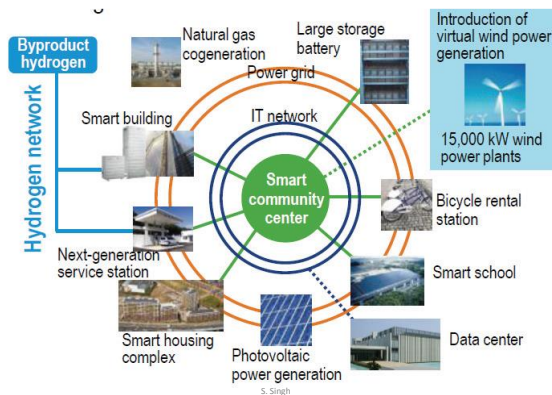 Byproduct
hydrogen
Natural gas
cogeneration
Large storage
battery
Introduction of
virtual wind power
generation
15,000 kW wind
power plants
Power grid
IT network
Smart building
Hydrogen network
Smart
community
center
Bicycle rental
station
Next-generation
service station
Smart school
Smart housing
complex
Photovoltaic
power generation
Data center
S. Singh